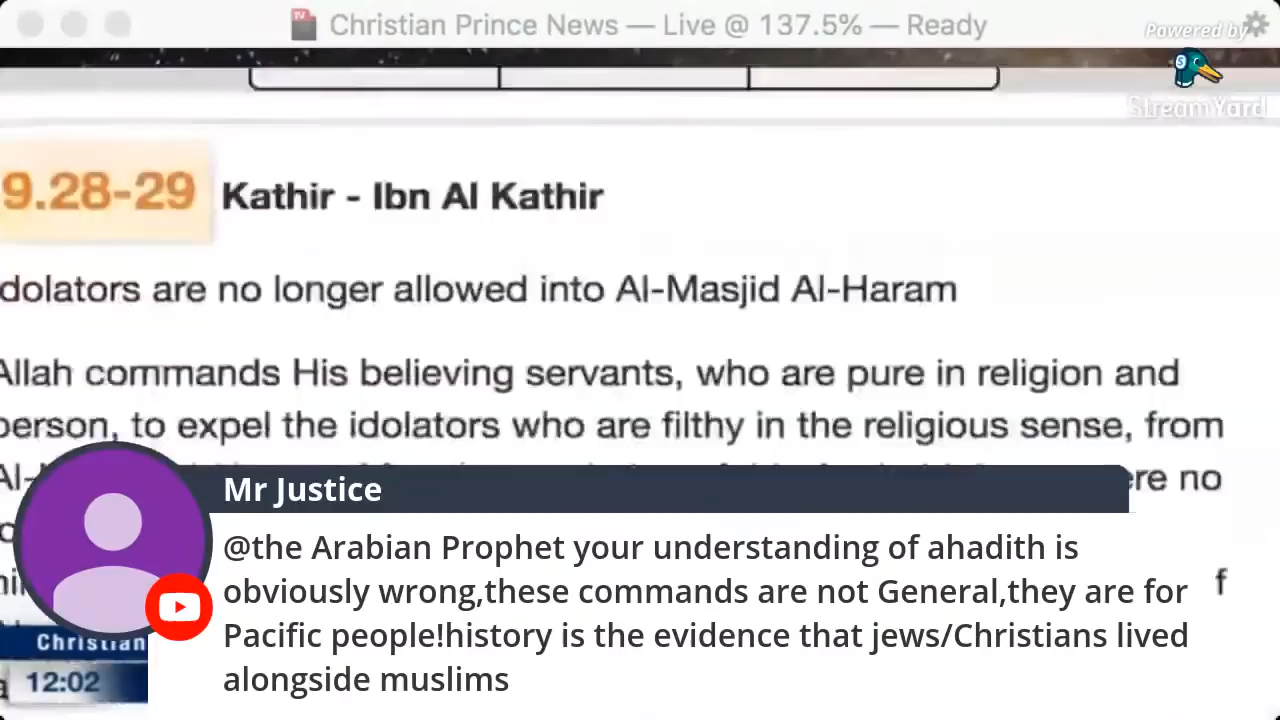 Christian Prince News — Live @ 137.5% — Ready
Powered by
StreamYard
9.28-29 Kathir - Ibn Al Kathir
dolators are no longer allowed into Al-Masjid Al-Haram
Allah commands His believing servants, who are pure in religion and
person, to expel the idolators who are filthy in the religious sense, from
Al-
ere no
Mr Justice
@the Arabian Prophet your understanding of ahadith is
obviously wrong,these commands are not General,they are for
Pacific people!history is the evidence that jews/Christians lived
alongside muslims
f
Christian
12:02